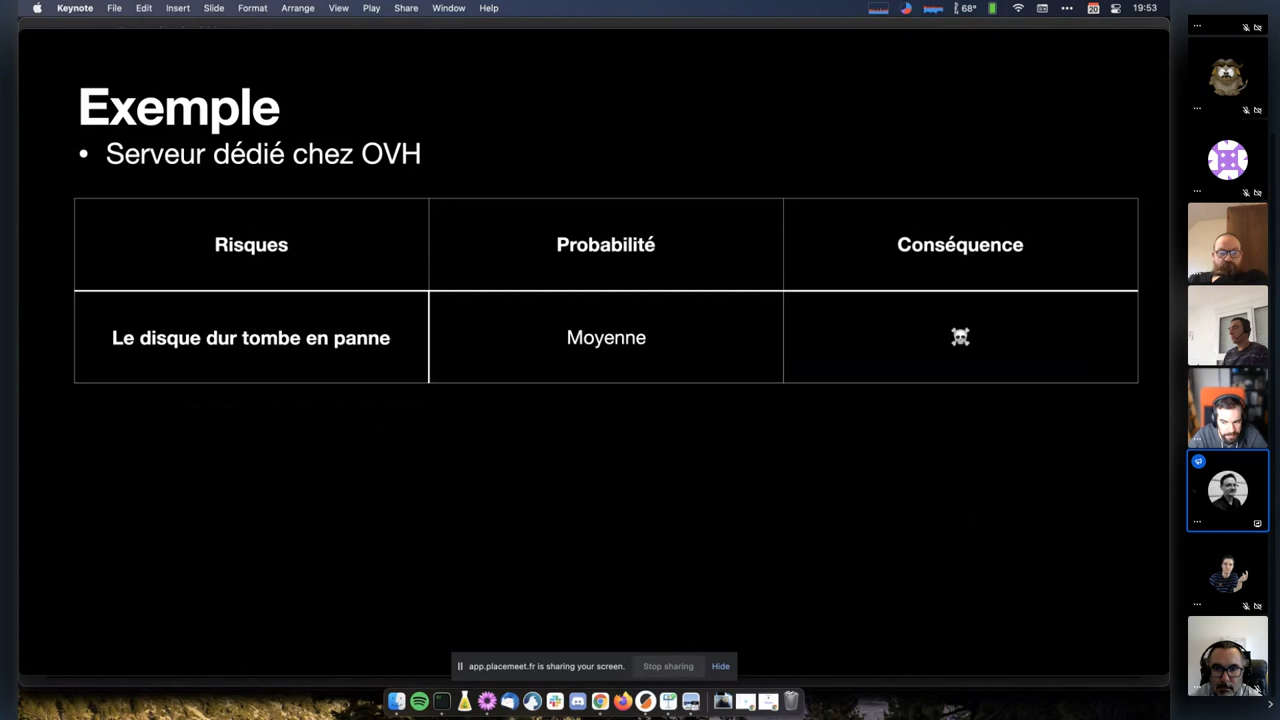 Keynote File Edit Insert Slide Format Arrange View Play Share Window Help 68° 20 19:53
Exemple
• Serveur dédié chez OVH
Risques Probabilité Conséquence
Le disque dur tombe en panne Moyenne ☠
app.placemeet.fr is sharing your screen. Stop sharing Hide